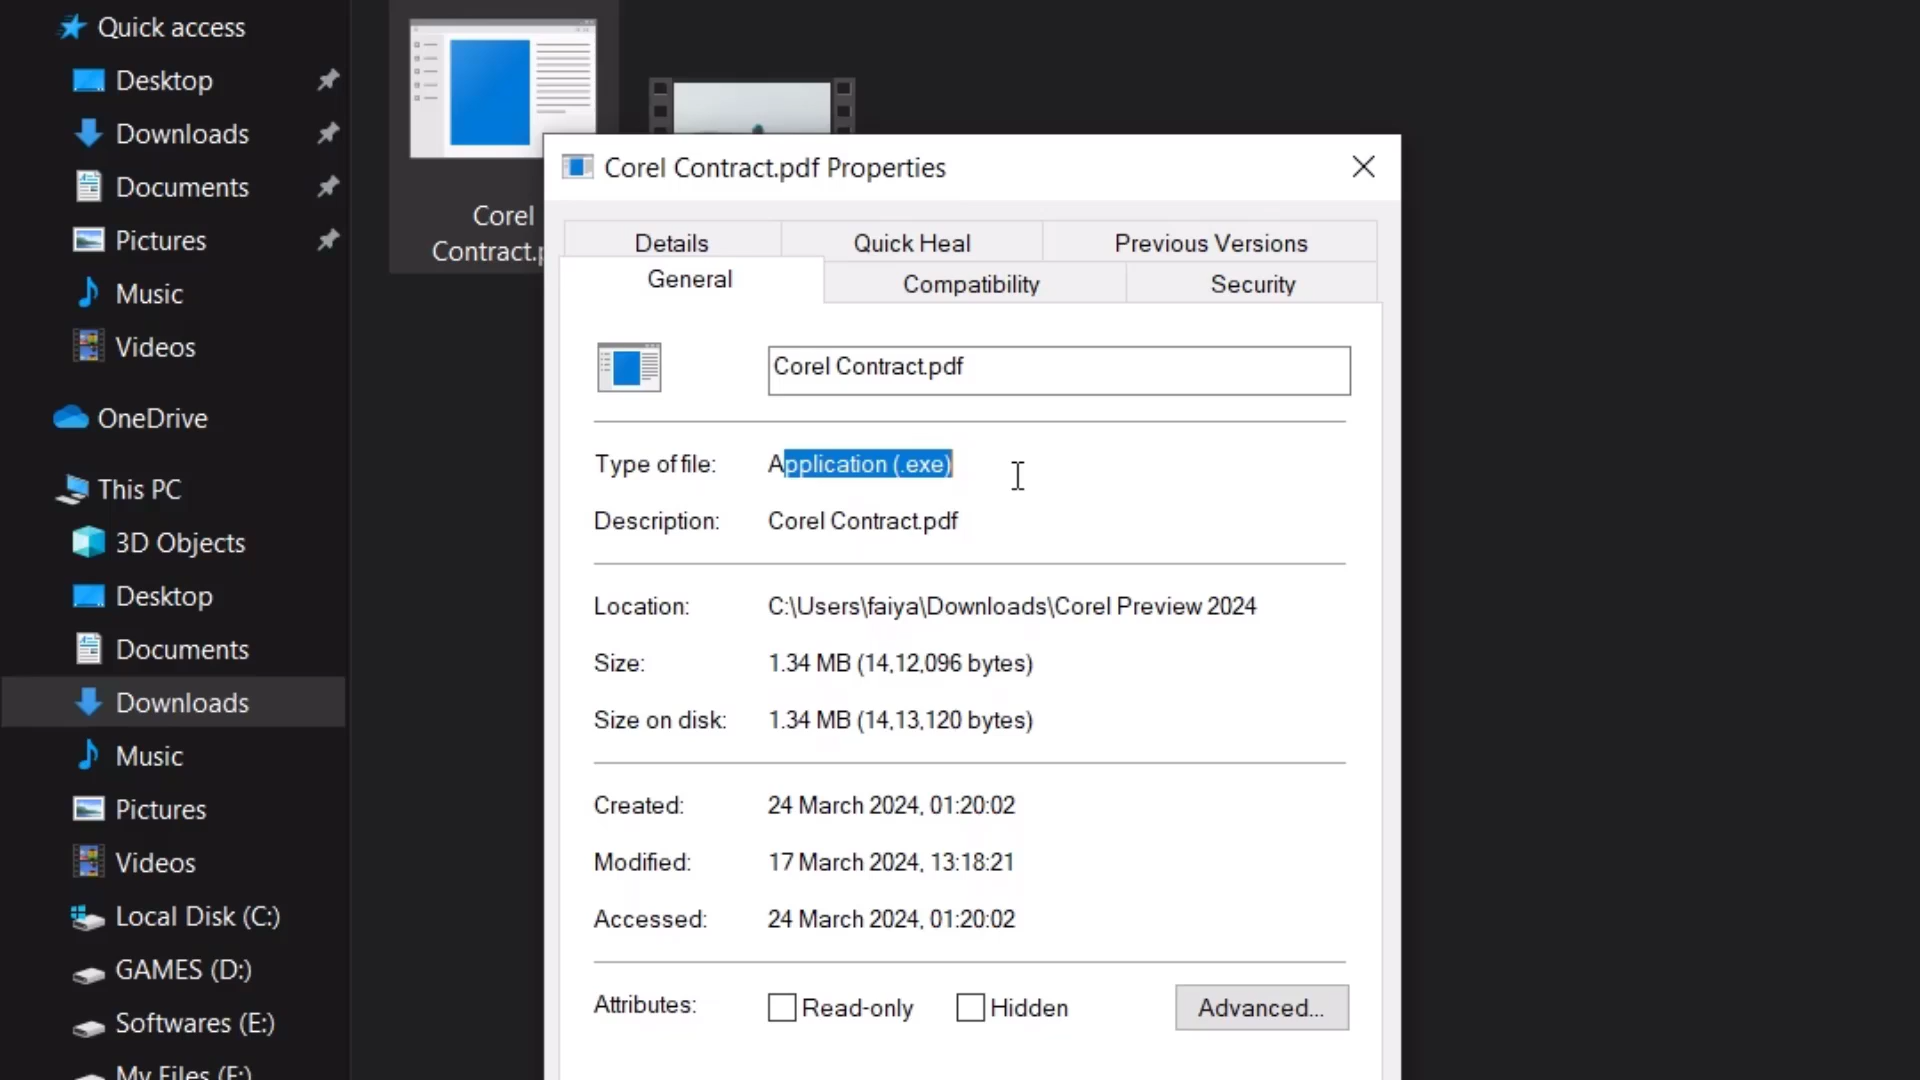 Quick access
Desktop
Downloads
Documents
Pictures
Music
Videos
OneDrive
This PC
3D Objects
Desktop
Documents
Downloads
Music
Pictures
Videos
Local Disk (C:)
GAMES (D:)
Softwares (E:)
My Files (F:)
Corel
Contract.p
Corel Contract.pdf Properties
Details
Quick Heal
Previous Versions
General
Compatibility
Security
Corel Contract.pdf
Type of file: Application (.exe)
Description: Corel Contract.pdf
Location: C:\Users\faiya\Downloads\Corel Preview 2024
Size: 1.34 MB (14,12,096 bytes)
Size on disk: 1.34 MB (14,13,120 bytes)
Created: 24 March 2024, 01:20:02
Modified: 17 March 2024, 13:18:21
Accessed: 24 March 2024, 01:20:02
Attributes: Read-only Hidden Advanced...